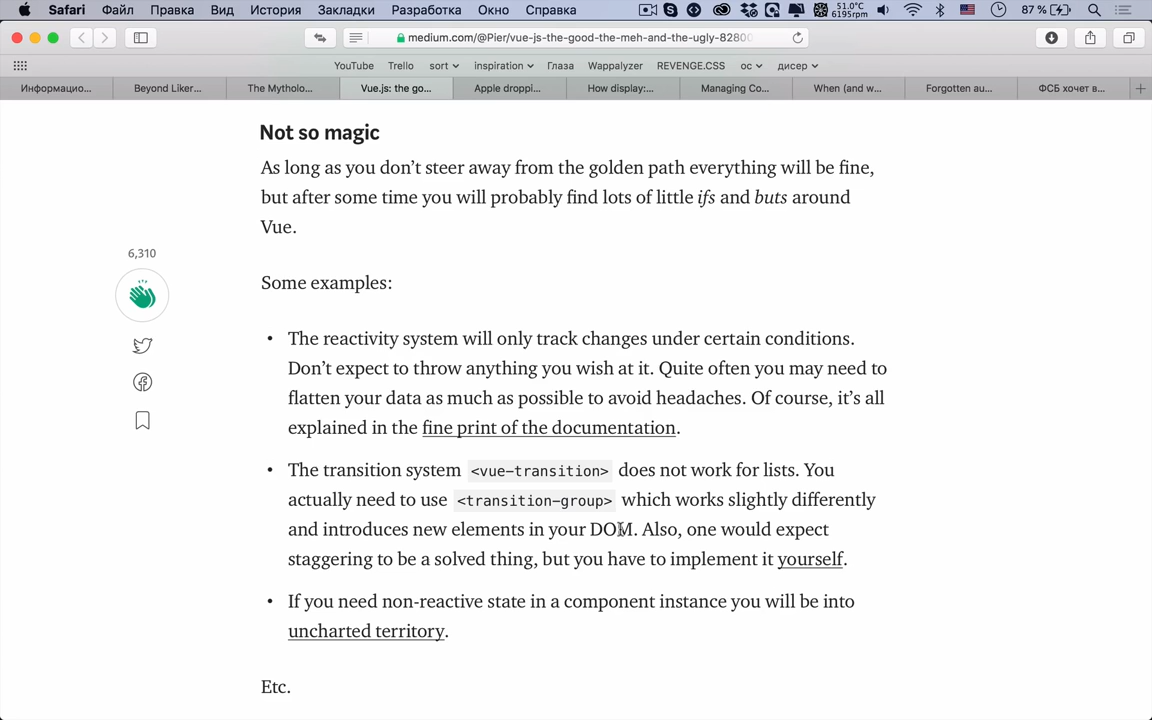 Safari Файл Правка Вид История Закладки Разработка Окно Справка 51.0°C 6195rpm 87 %
medium.com/@Pier/vue-js-the-good-the-meh-and-the-ugly-82800
YouTube Trello sort inspiration Глаза Wappalyzer REVENGE.CSS ос дисер
Информацио... Beyond Liker... The Mytholo... Vue.js: the go... Apple droppi... How display:... Managing Co... When (and w... Forgotten au... ФСБ хочет в...
Not so magic
As long as you don’t steer away from the golden path everything will be fine,
but after some time you will probably find lots of little ifs and buts around
Vue.
6,310
Some examples:
• The reactivity system will only track changes under certain conditions.
Don’t expect to throw anything you wish at it. Quite often you may need to
flatten your data as much as possible to avoid headaches. Of course, it’s all
explained in the fine print of the documentation.
• The transition system <vue-transition> does not work for lists. You
actually need to use <transition-group> which works slightly differently
and introduces new elements in your DOM. Also, one would expect
staggering to be a solved thing, but you have to implement it yourself.
• If you need non-reactive state in a component instance you will be into
uncharted territory.
Etc.